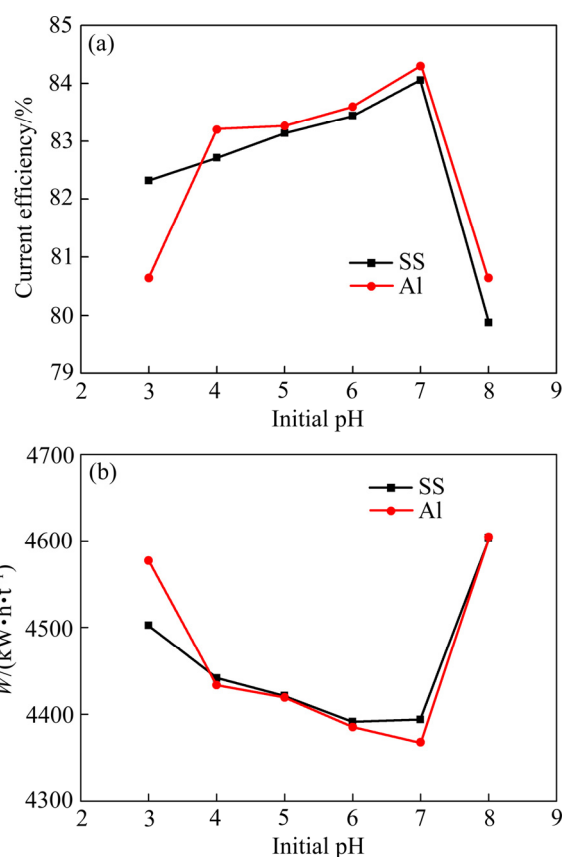 (a)
Current efficiency/%
85
84
83
82
81
80
79
SS
Al
2 3 4 5 6 7 8 9
Initial pH
(b)
W/(kW·h·t⁻¹)
4700
4600
4500
4400
4300
SS
Al
2 3 4 5 6 7 8 9
Initial pH